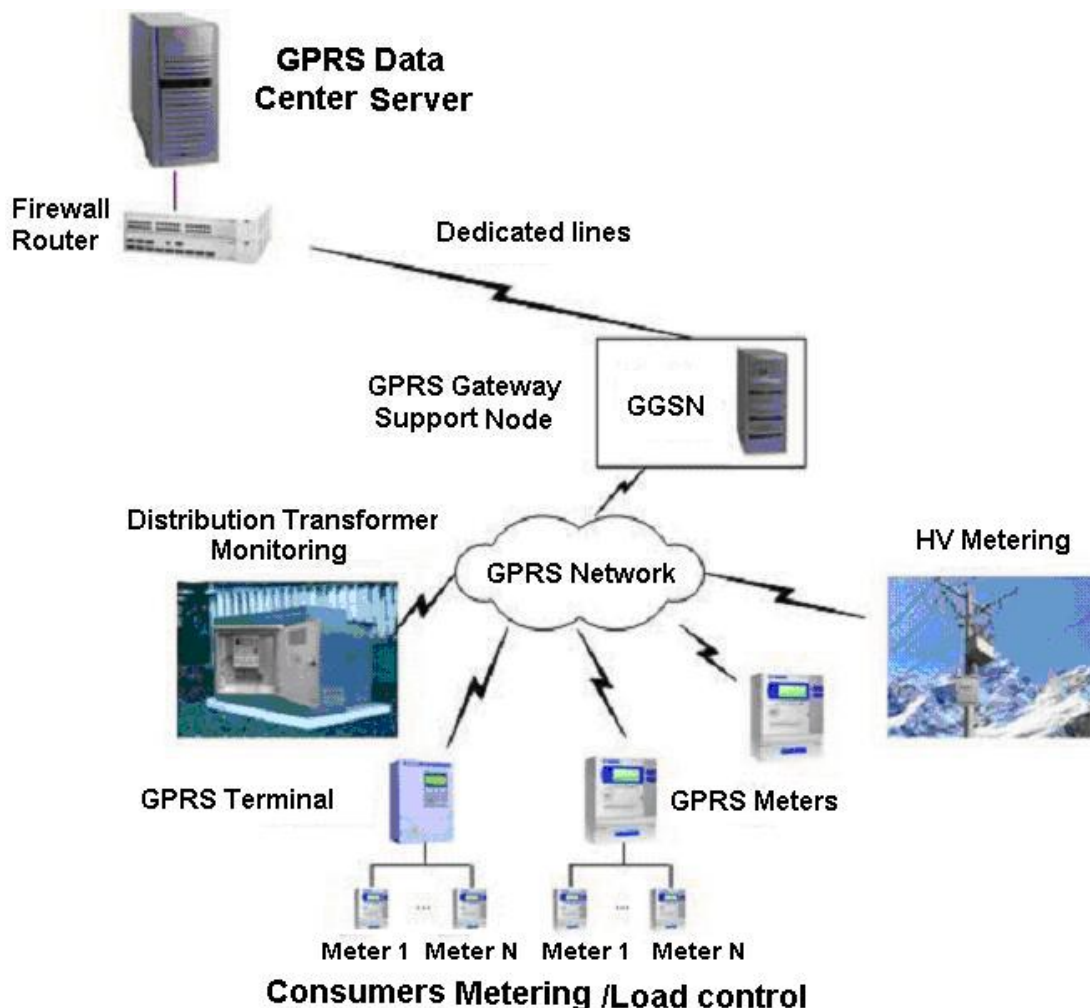 GPRS Data
Center Server
Firewall
Router
Dedicated lines
GPRS Gateway
Support Node
GGSN
Distribution Transformer
Monitoring
GPRS Network
HV Metering
GPRS Terminal
GPRS Meters
...
...
Meter 1 Meter N Meter 1 Meter N
Consumers Metering /Load control